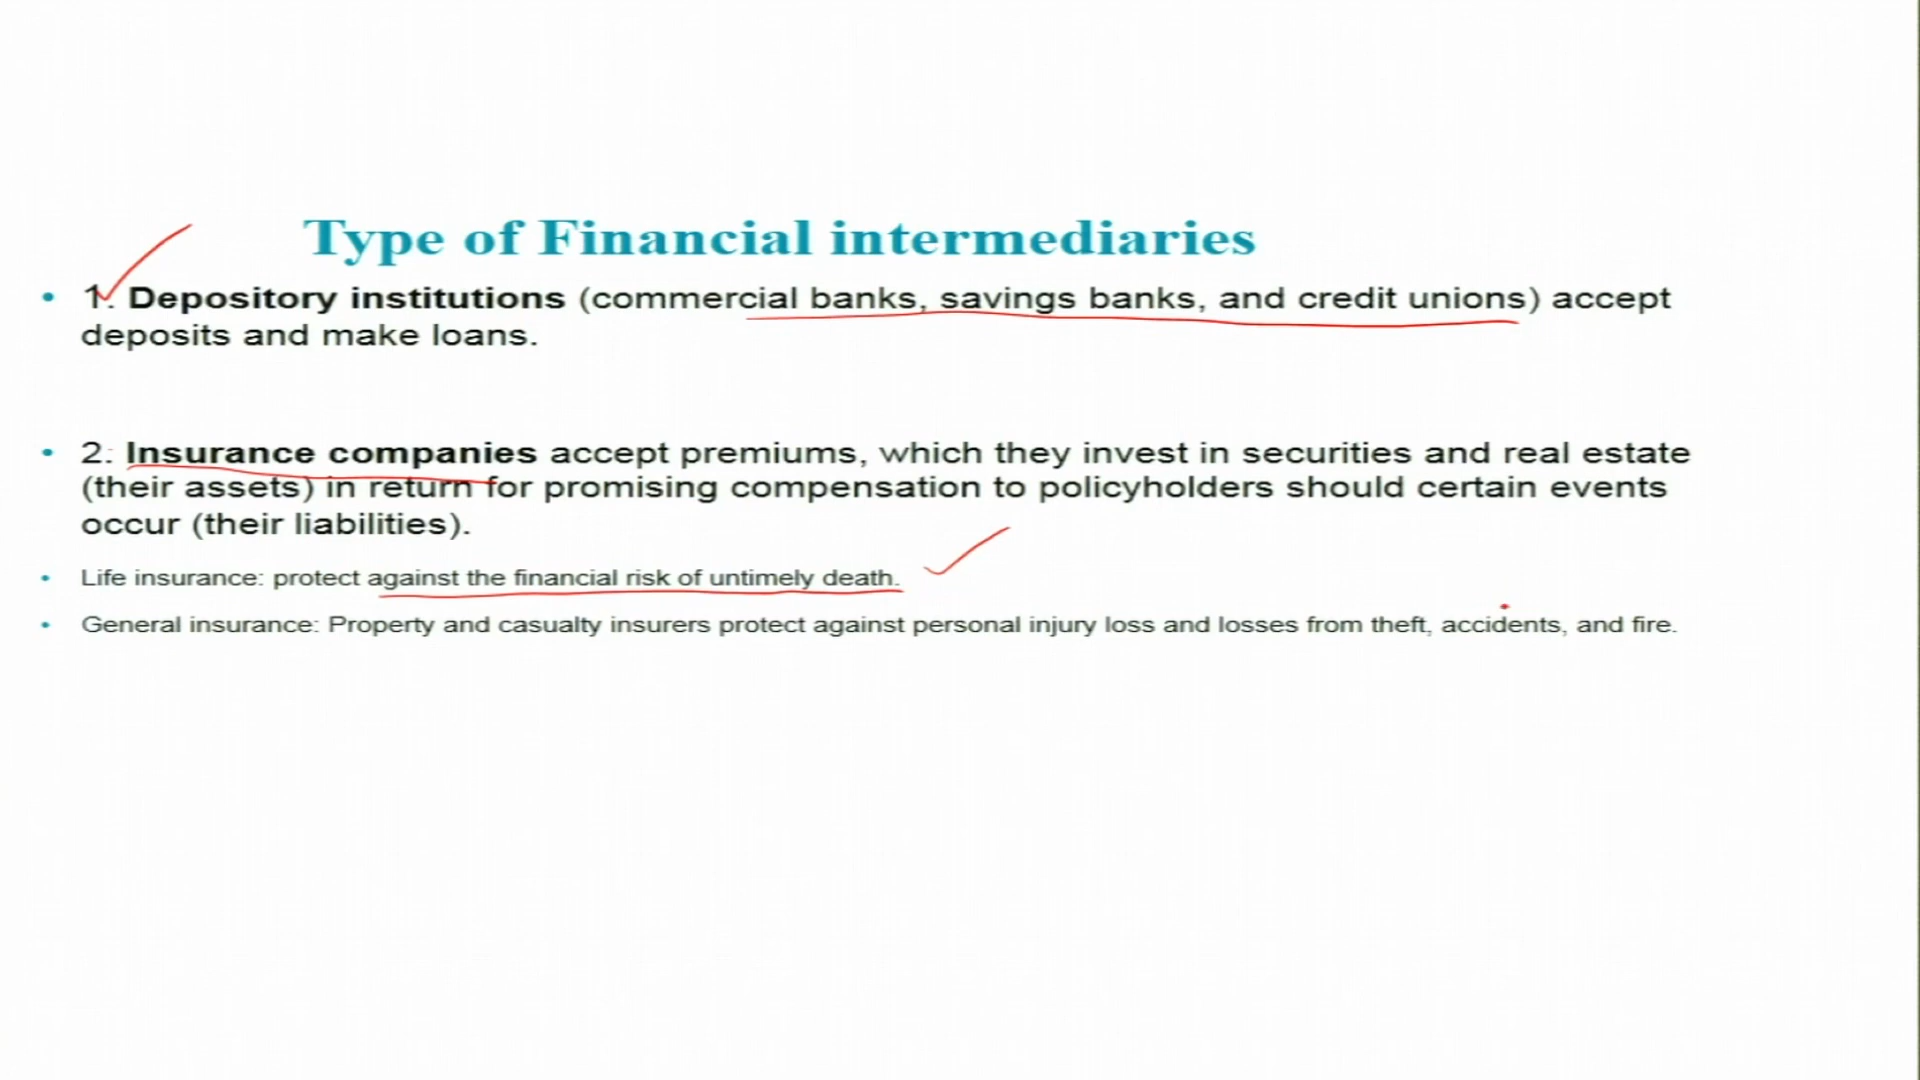 Type of Financial intermediaries
• 1. Depository institutions (commercial banks, savings banks, and credit unions) accept
deposits and make loans.
• 2. Insurance companies accept premiums, which they invest in securities and real estate
(their assets) in return for promising compensation to policyholders should certain events
occur (their liabilities).
• Life insurance: protect against the financial risk of untimely death.
• General insurance: Property and casualty insurers protect against personal injury loss and losses from theft, accidents, and fire.